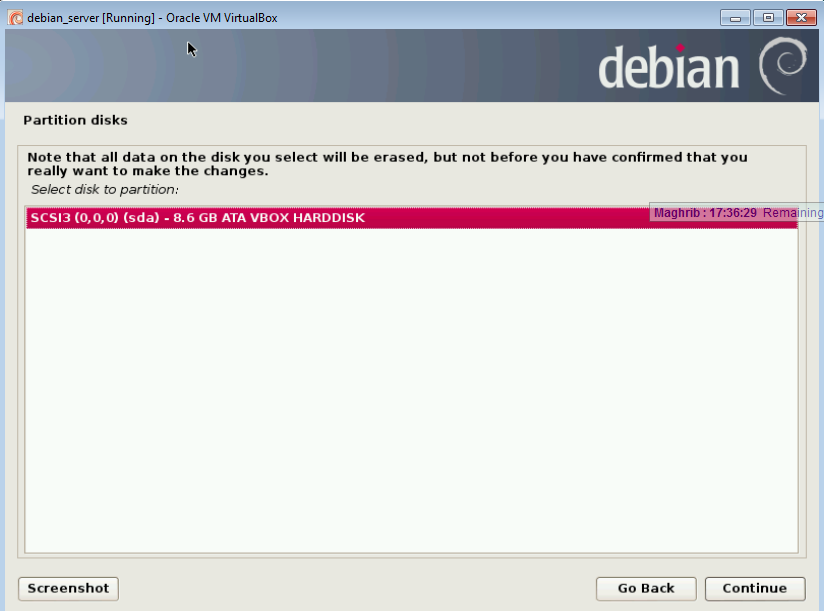 debian_server [Running] - Oracle VM VirtualBox
debian
Partition disks
Note that all data on the disk you select will be erased, but not before you have confirmed that you
really want to make the changes.
Select disk to partition:
SCSI3 (0,0,0) (sda) - 8.6 GB ATA VBOX HARDDISK
Maghrib : 17:36:29 Remaining
Screenshot
Go Back
Continue